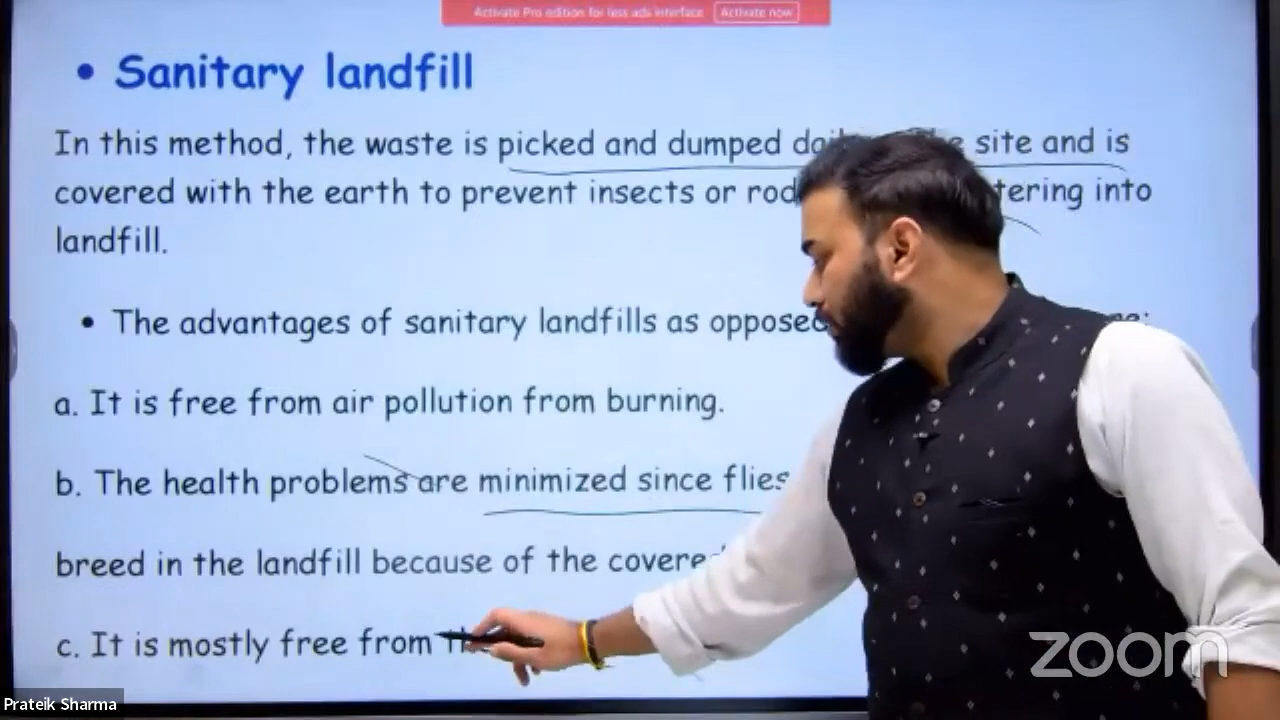 Activate Pro edition for less ads interface Activate now
• Sanitary landfill
In this method, the waste is picked and dumped site and is
covered with the earth to prevent insects or into
landfill.
• The advantages of sanitary landfills as
a. It is free from air pollution from burning.
b. The health problems are minimized since flies
breed in the landfill because of the
c. It is mostly free from
zoom
Prateik Sharma